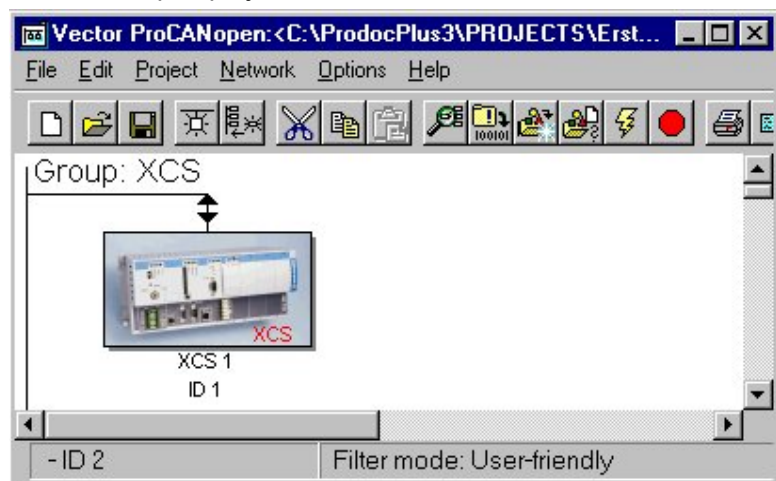 Vector ProCANopen:<C:\ProdocPlus3\PROJECTS\Erst...
File Edit Project Network Options Help
Group: XCS
XCS
XCS 1
ID 1
- ID 2 Filter mode: User-friendly